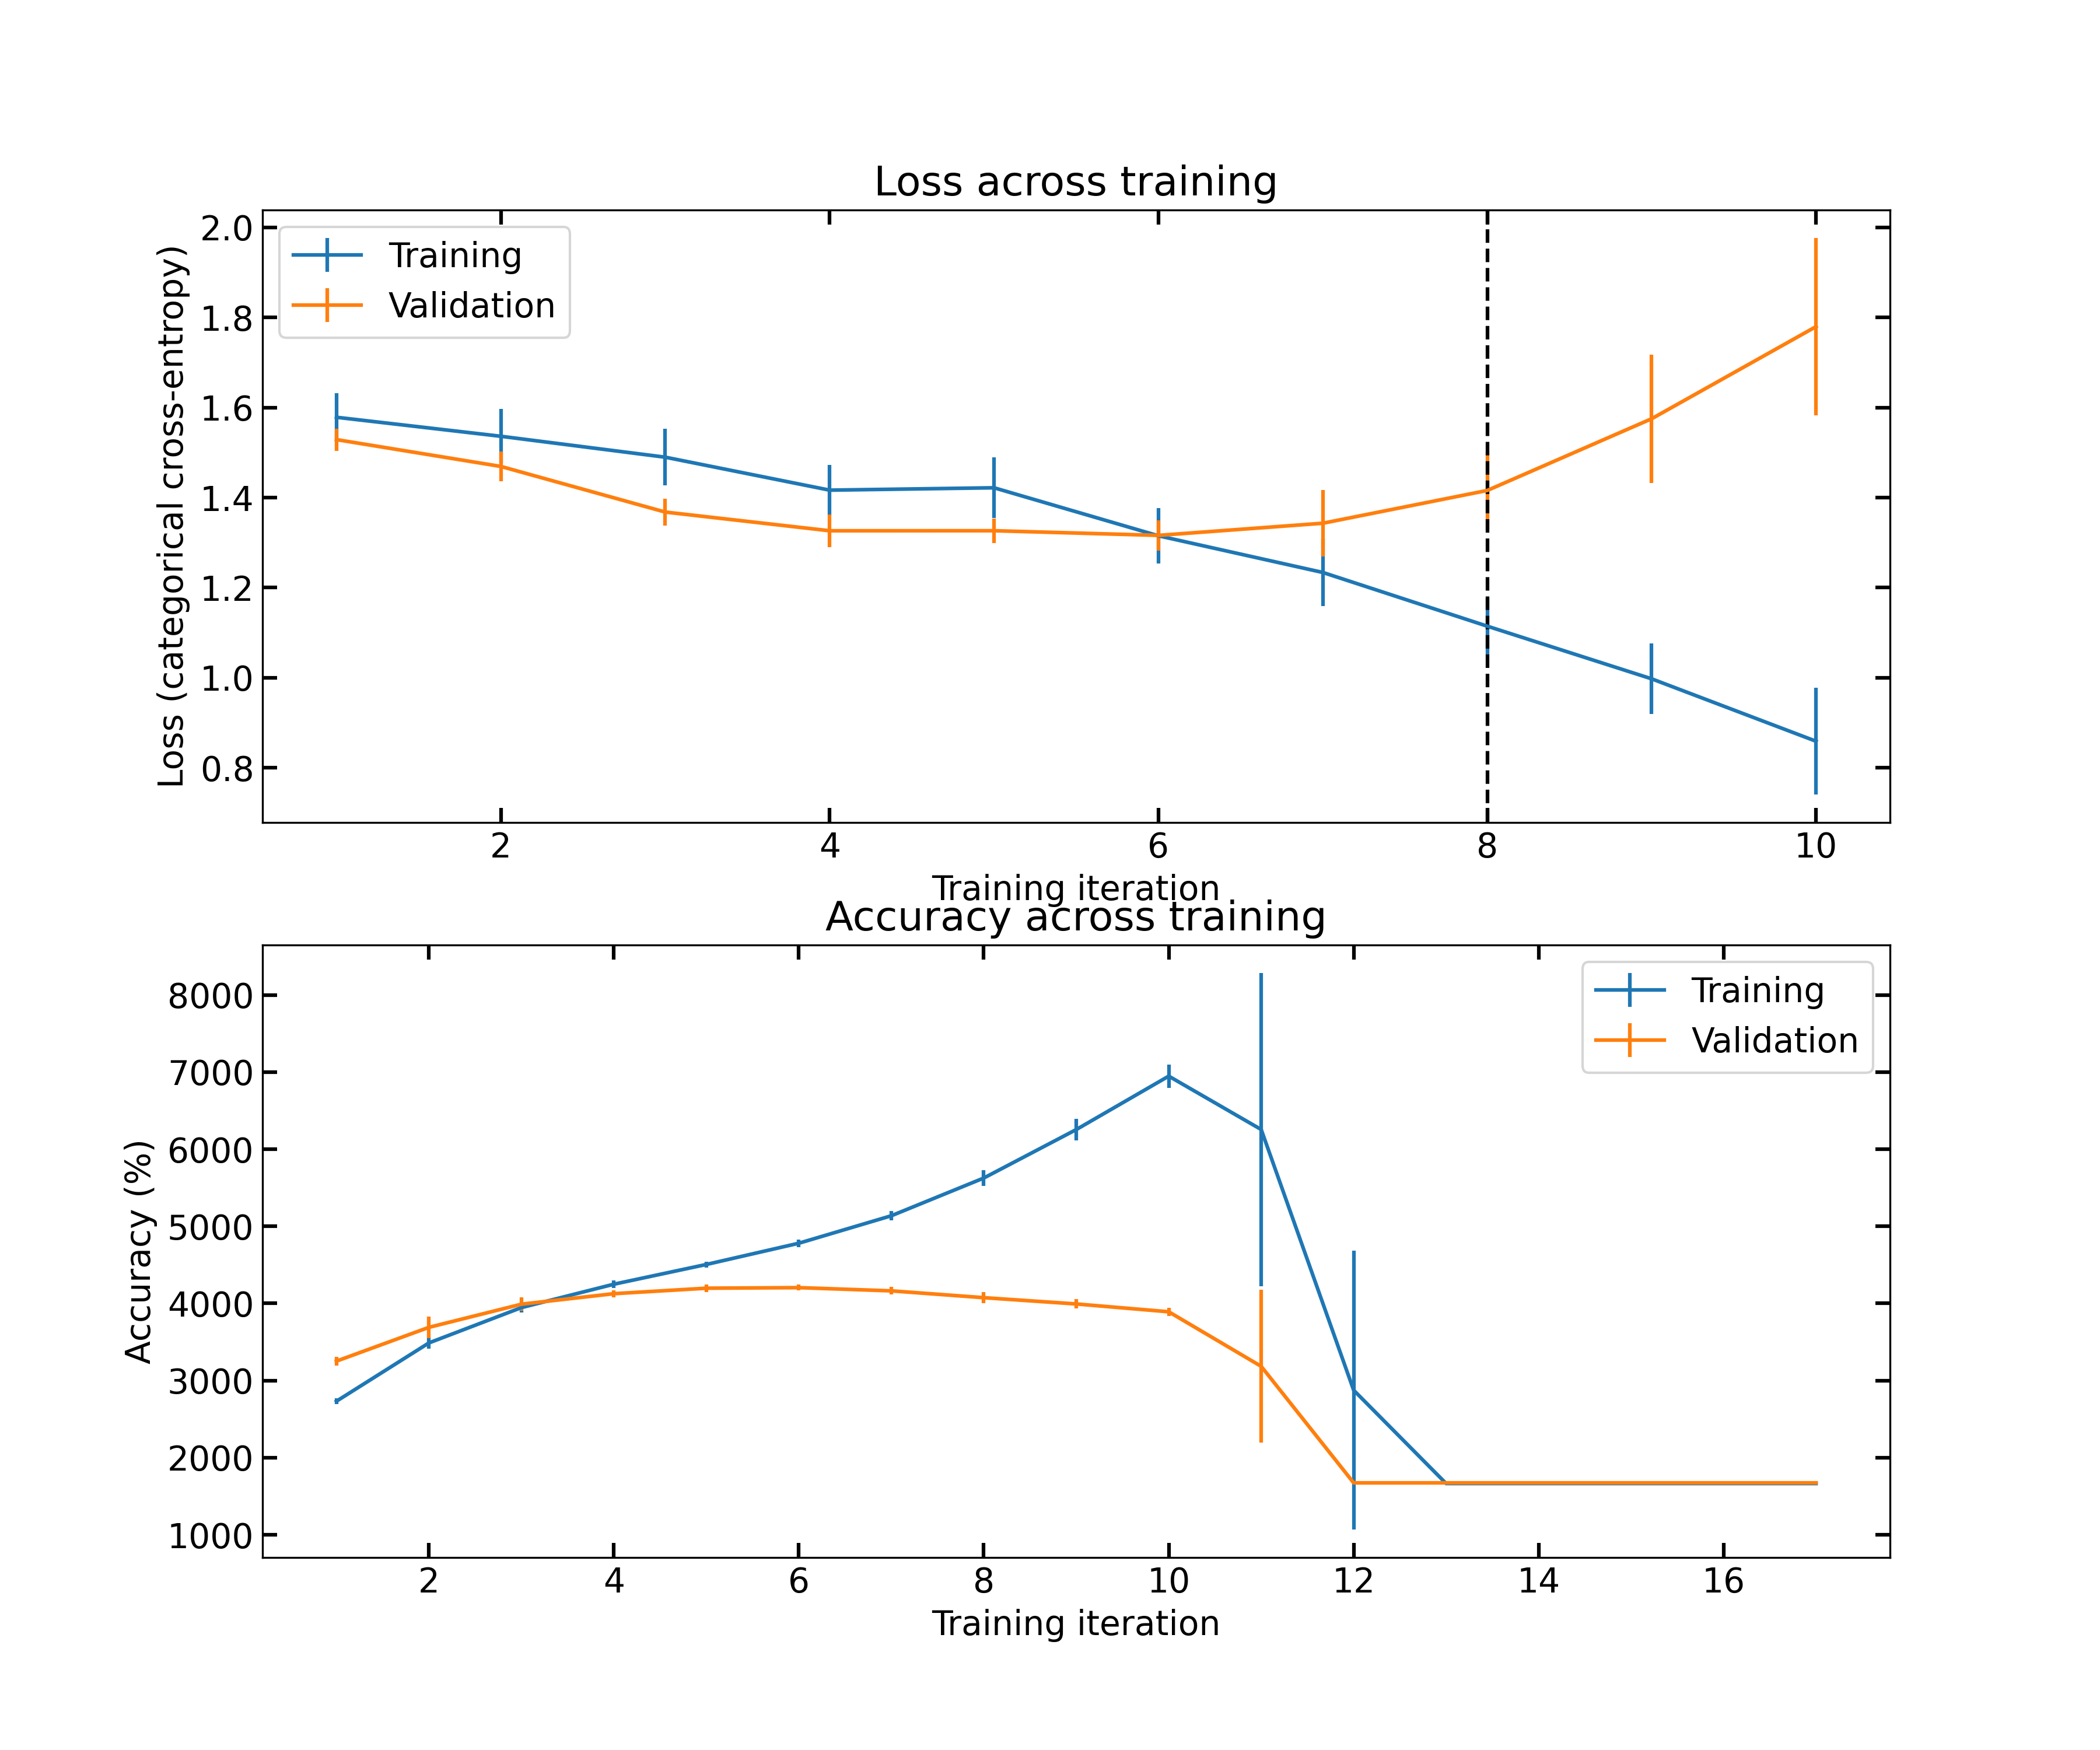 Loss across training
Loss (categorical cross-entropy)
2.0
1.8
1.6
1.4
1.2
1.0
0.8
Training
Validation
2 4 6 8 10
Training iteration
Accuracy across training
Accuracy (%)
8000
7000
6000
5000
4000
3000
2000
1000
Training
Validation
2 4 6 8 10 12 14 16
Training iteration